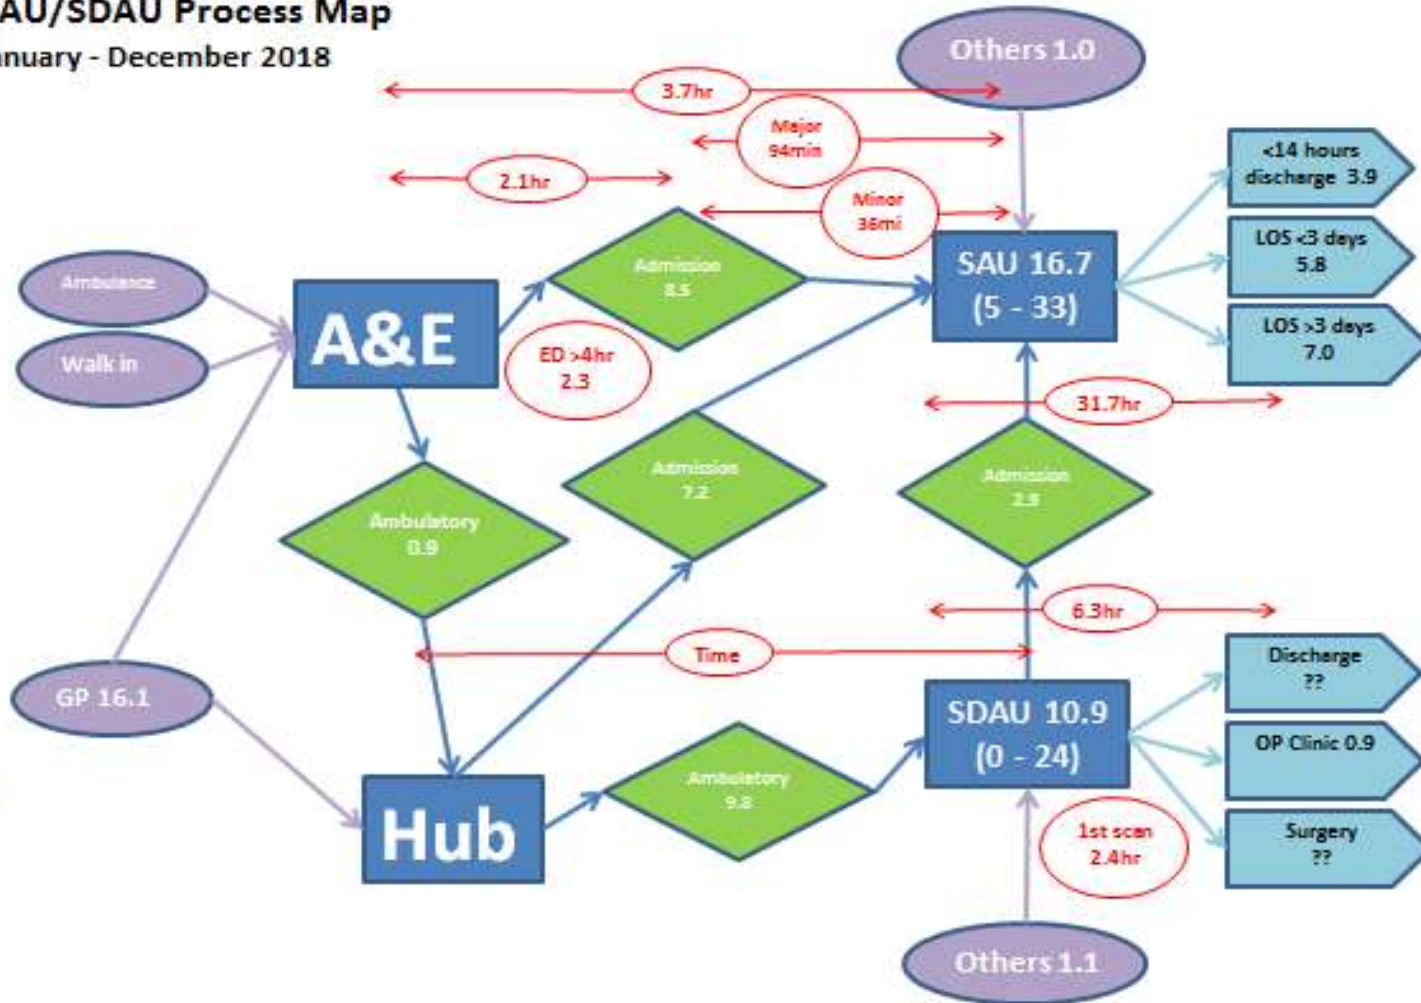 AU/SDAU Process Map
nuary - December 2018
Others 1.0
3.7hr
Major
94min
2.1hr
Minor
36mi
<14 hours
discharge 3.9
LOS <3 days
5.8
LOS >3 days
7.0
SAU 16.7
(5 - 33)
Admission
8.5
Ambulance
Walk in
A&E
ED >4hr
2.3
31.7hr
Admission
7.2
Admission
Ambulatory
0.9
6.3hr
Time
GP 16.1
Discharge
??
SDAU 10.9
(0 - 24)
OP Clinic 0.9
Ambulatory
9.8
Hub
1st scan
2.4hr
Surgery
??
Others 1.1